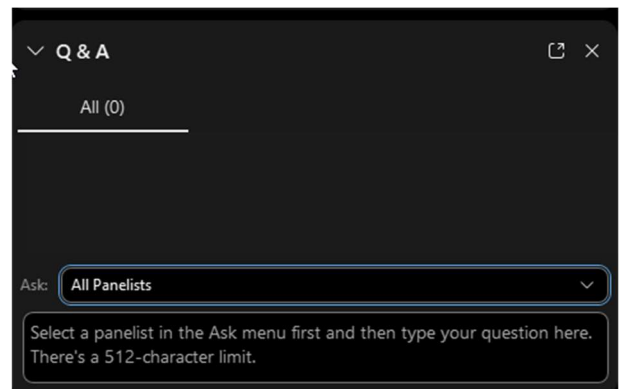 Q & A
All (0)
Ask: All Panelists
Select a panelist in the Ask menu first and then type your question here.
There's a 512-character limit.